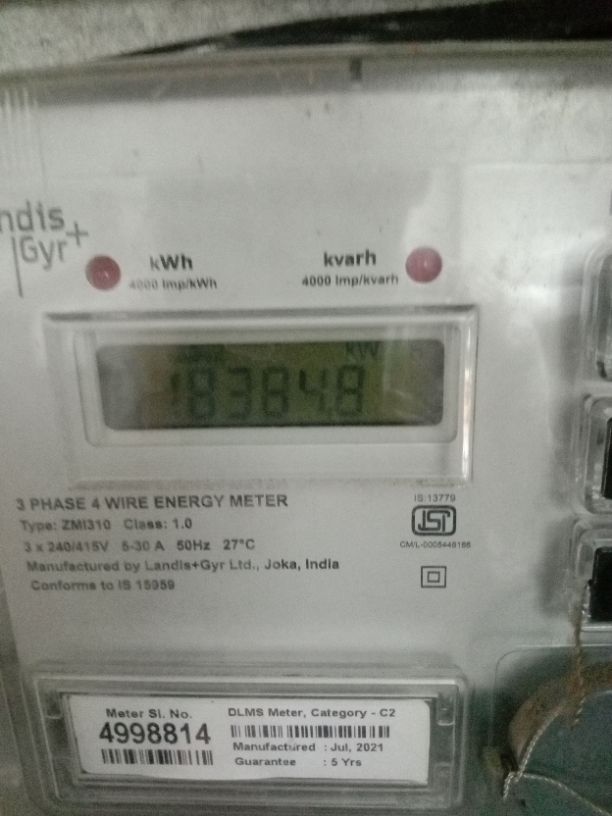 ndis+
Gyr
kWh
4000 Imp/kWh
kvarh
4000 Imp/kvarh
kW
18384.8
3 PHASE 4 WIRE ENERGY METER
Type: ZMI310 Class: 1.0
3 x 240/415V 5-30 A 50Hz 27°C
Manufactured by Landis+Gyr Ltd., Joka, India
Conforms to IS 15959
IS 13779
ISI
Meter Sl. No.
4998814
DLMS Meter, Category - C2
Manufactured : Jul, 2021
Guarantee : 5 Yrs